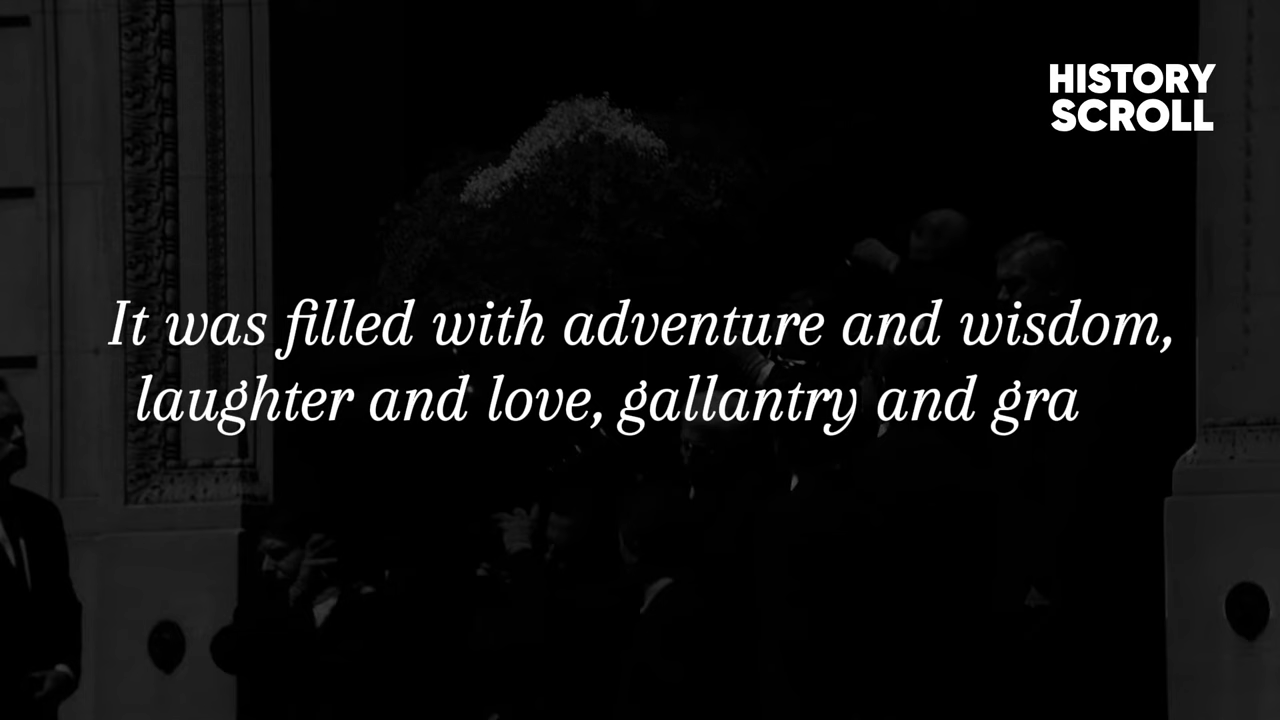 HISTORY
SCROLL
It was filled with adventure and wisdom,
laughter and love, gallantry and gra